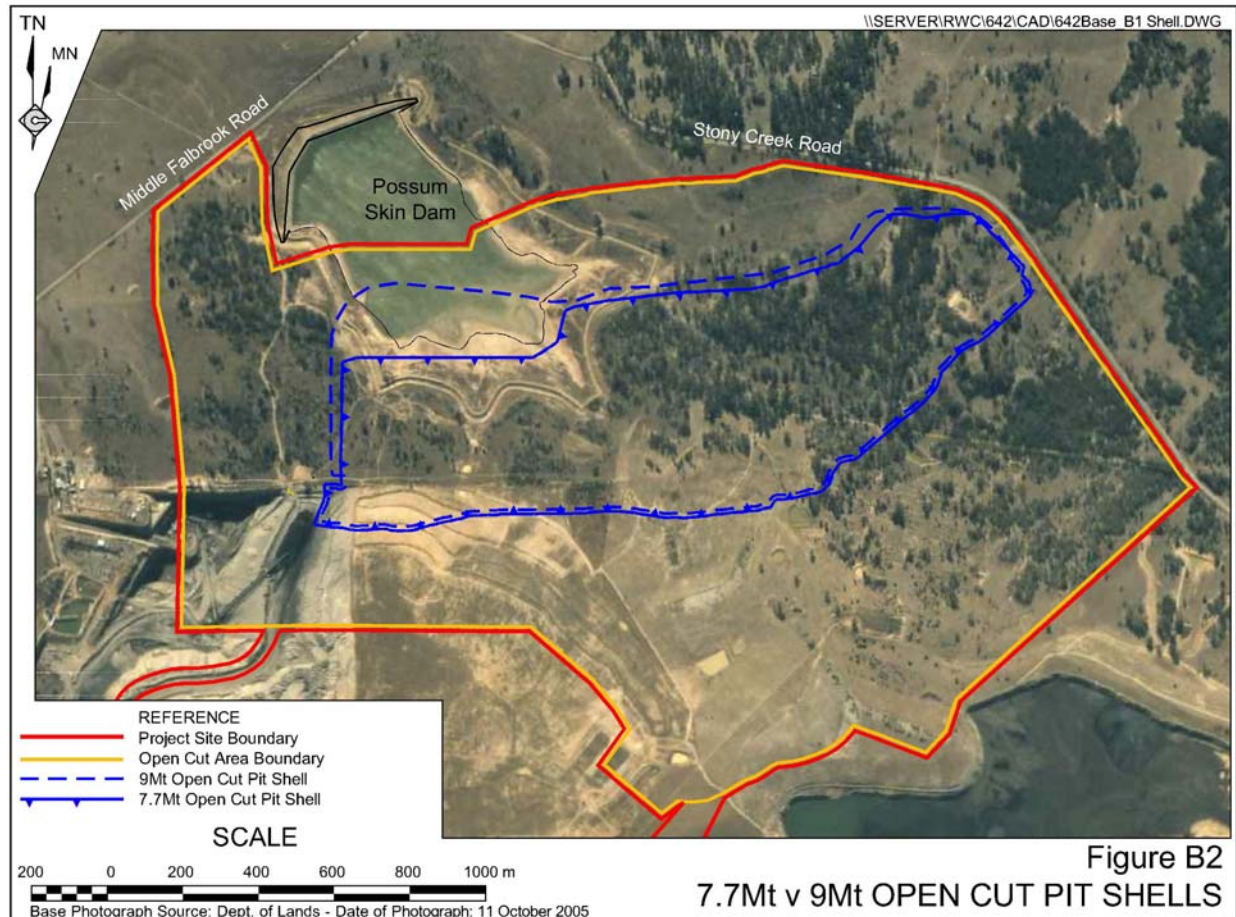 \\SERVER\RWC\642\CAD\642Base_B1 Shell.DWG
TN
MN
Middle Falbrook Road
Stony Creek Road
Possum
Skin Dam
REFERENCE
Project Site Boundary
Open Cut Area Boundary
9Mt Open Cut Pit Shell
7.7Mt Open Cut Pit Shell
SCALE
200 0 200 400 600 800 1000 m
Base Photograph Source: Dept. of Lands - Date of Photograph: 11 October 2005
Figure B2
7.7Mt v 9Mt OPEN CUT PIT SHELLS